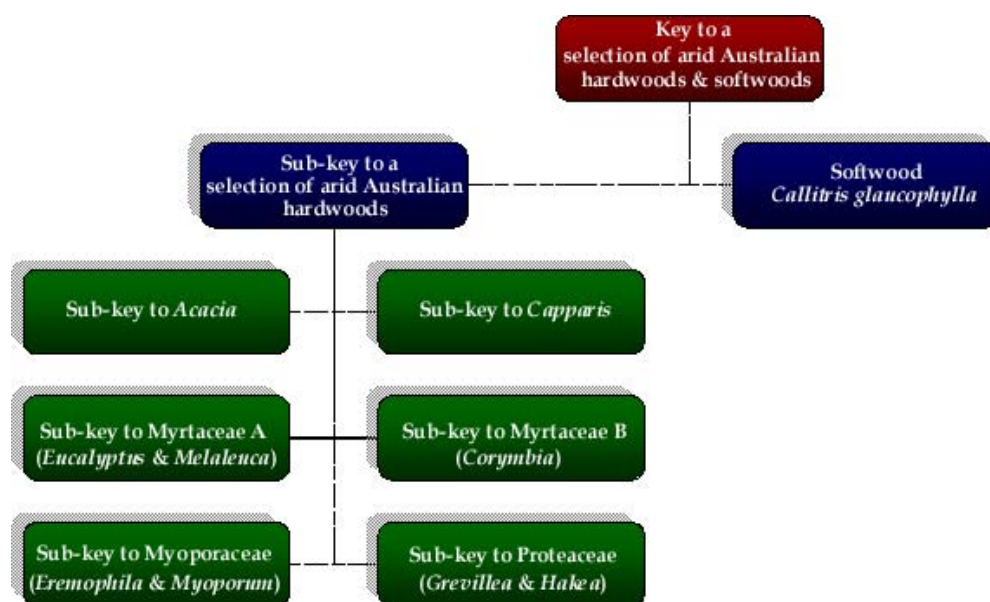 Key to a
selection of arid Australian
hardwoods & softwoods
Sub-key to a
selection of arid Australian
hardwoods
Softwood
Callitris glaucophylla
Sub-key to Acacia
Sub-key to Capparis
Sub-key to Myrtaceae A
(Eucalyptus & Melaleuca)
Sub-key to Myrtaceae B
(Corymbia)
Sub-key to Myoporaceae
(Eremophila & Myoporum)
Sub-key to Proteaceae
(Grevillea & Hakea)